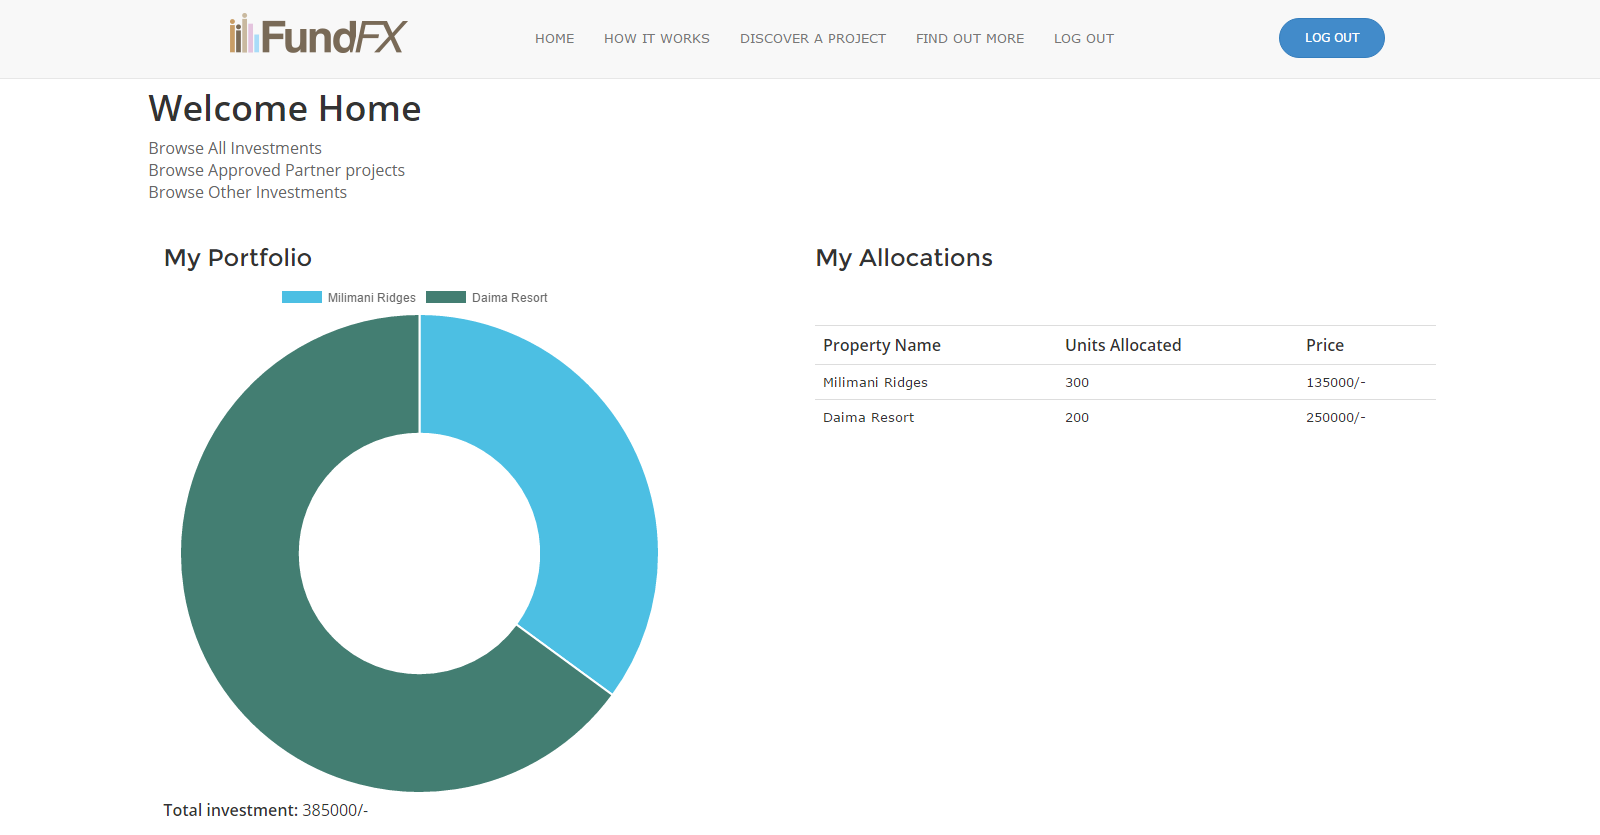 FundFX
HOME HOW IT WORKS DISCOVER A PROJECT FIND OUT MORE LOG OUT LOG OUT
Welcome Home
Browse All Investments
Browse Approved Partner projects
Browse Other Investments
My Portfolio
Milimani Ridges Daima Resort
Total investment: 385000/-
My Allocations
Property Name Units Allocated Price
Milimani Ridges 300 135000/-
Daima Resort 200 250000/-